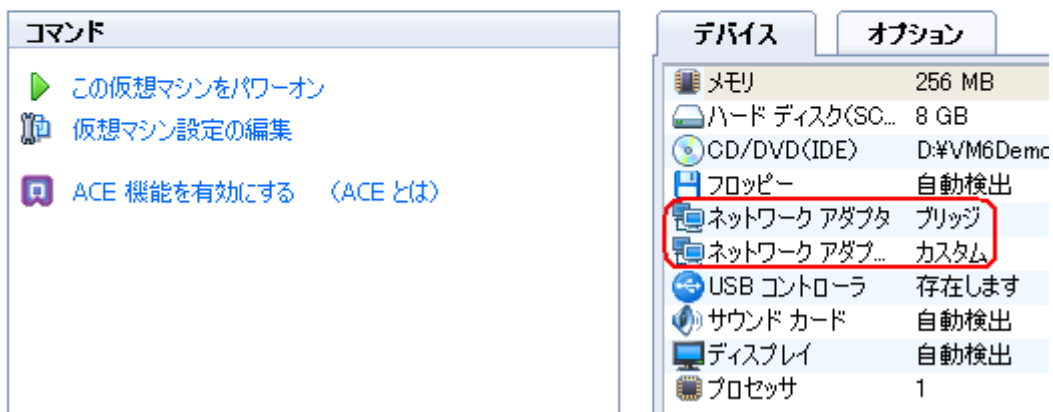 コマンド
この仮想マシンをパワーオン
仮想マシン設定の編集
ACE 機能を有効にする （ACE とは）
デバイス オプション
メモリ 256 MB
ハード ディスク(SC... 8 GB
CD/DVD(IDE) D:¥VM6Demo
フロッピー 自動検出
ネットワーク アダプタ ブリッジ
ネットワーク アダプ... カスタム
USB コントローラ 存在します
サウンド カード 自動検出
ディスプレイ 自動検出
プロセッサ 1